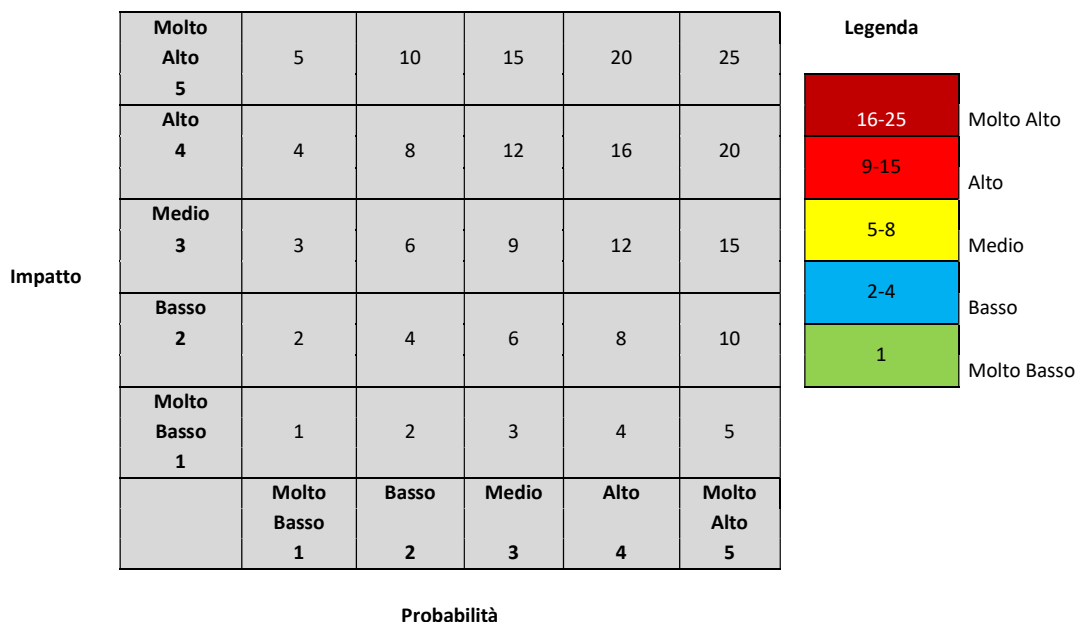 Molto
Alto
5
5 10 15 20 25
Alto
4
4 8 12 16 20
Medio
3
3 6 9 12 15
Basso
2
2 4 6 8 10
Molto
Basso
1
1 2 3 4 5
Molto
Basso
1
Basso
2
Medio
3
Alto
4
Molto
Alto
5
Impatto
Probabilità
Legenda
16-25 Molto Alto
9-15 Alto
5-8 Medio
2-4 Basso
1 Molto Basso